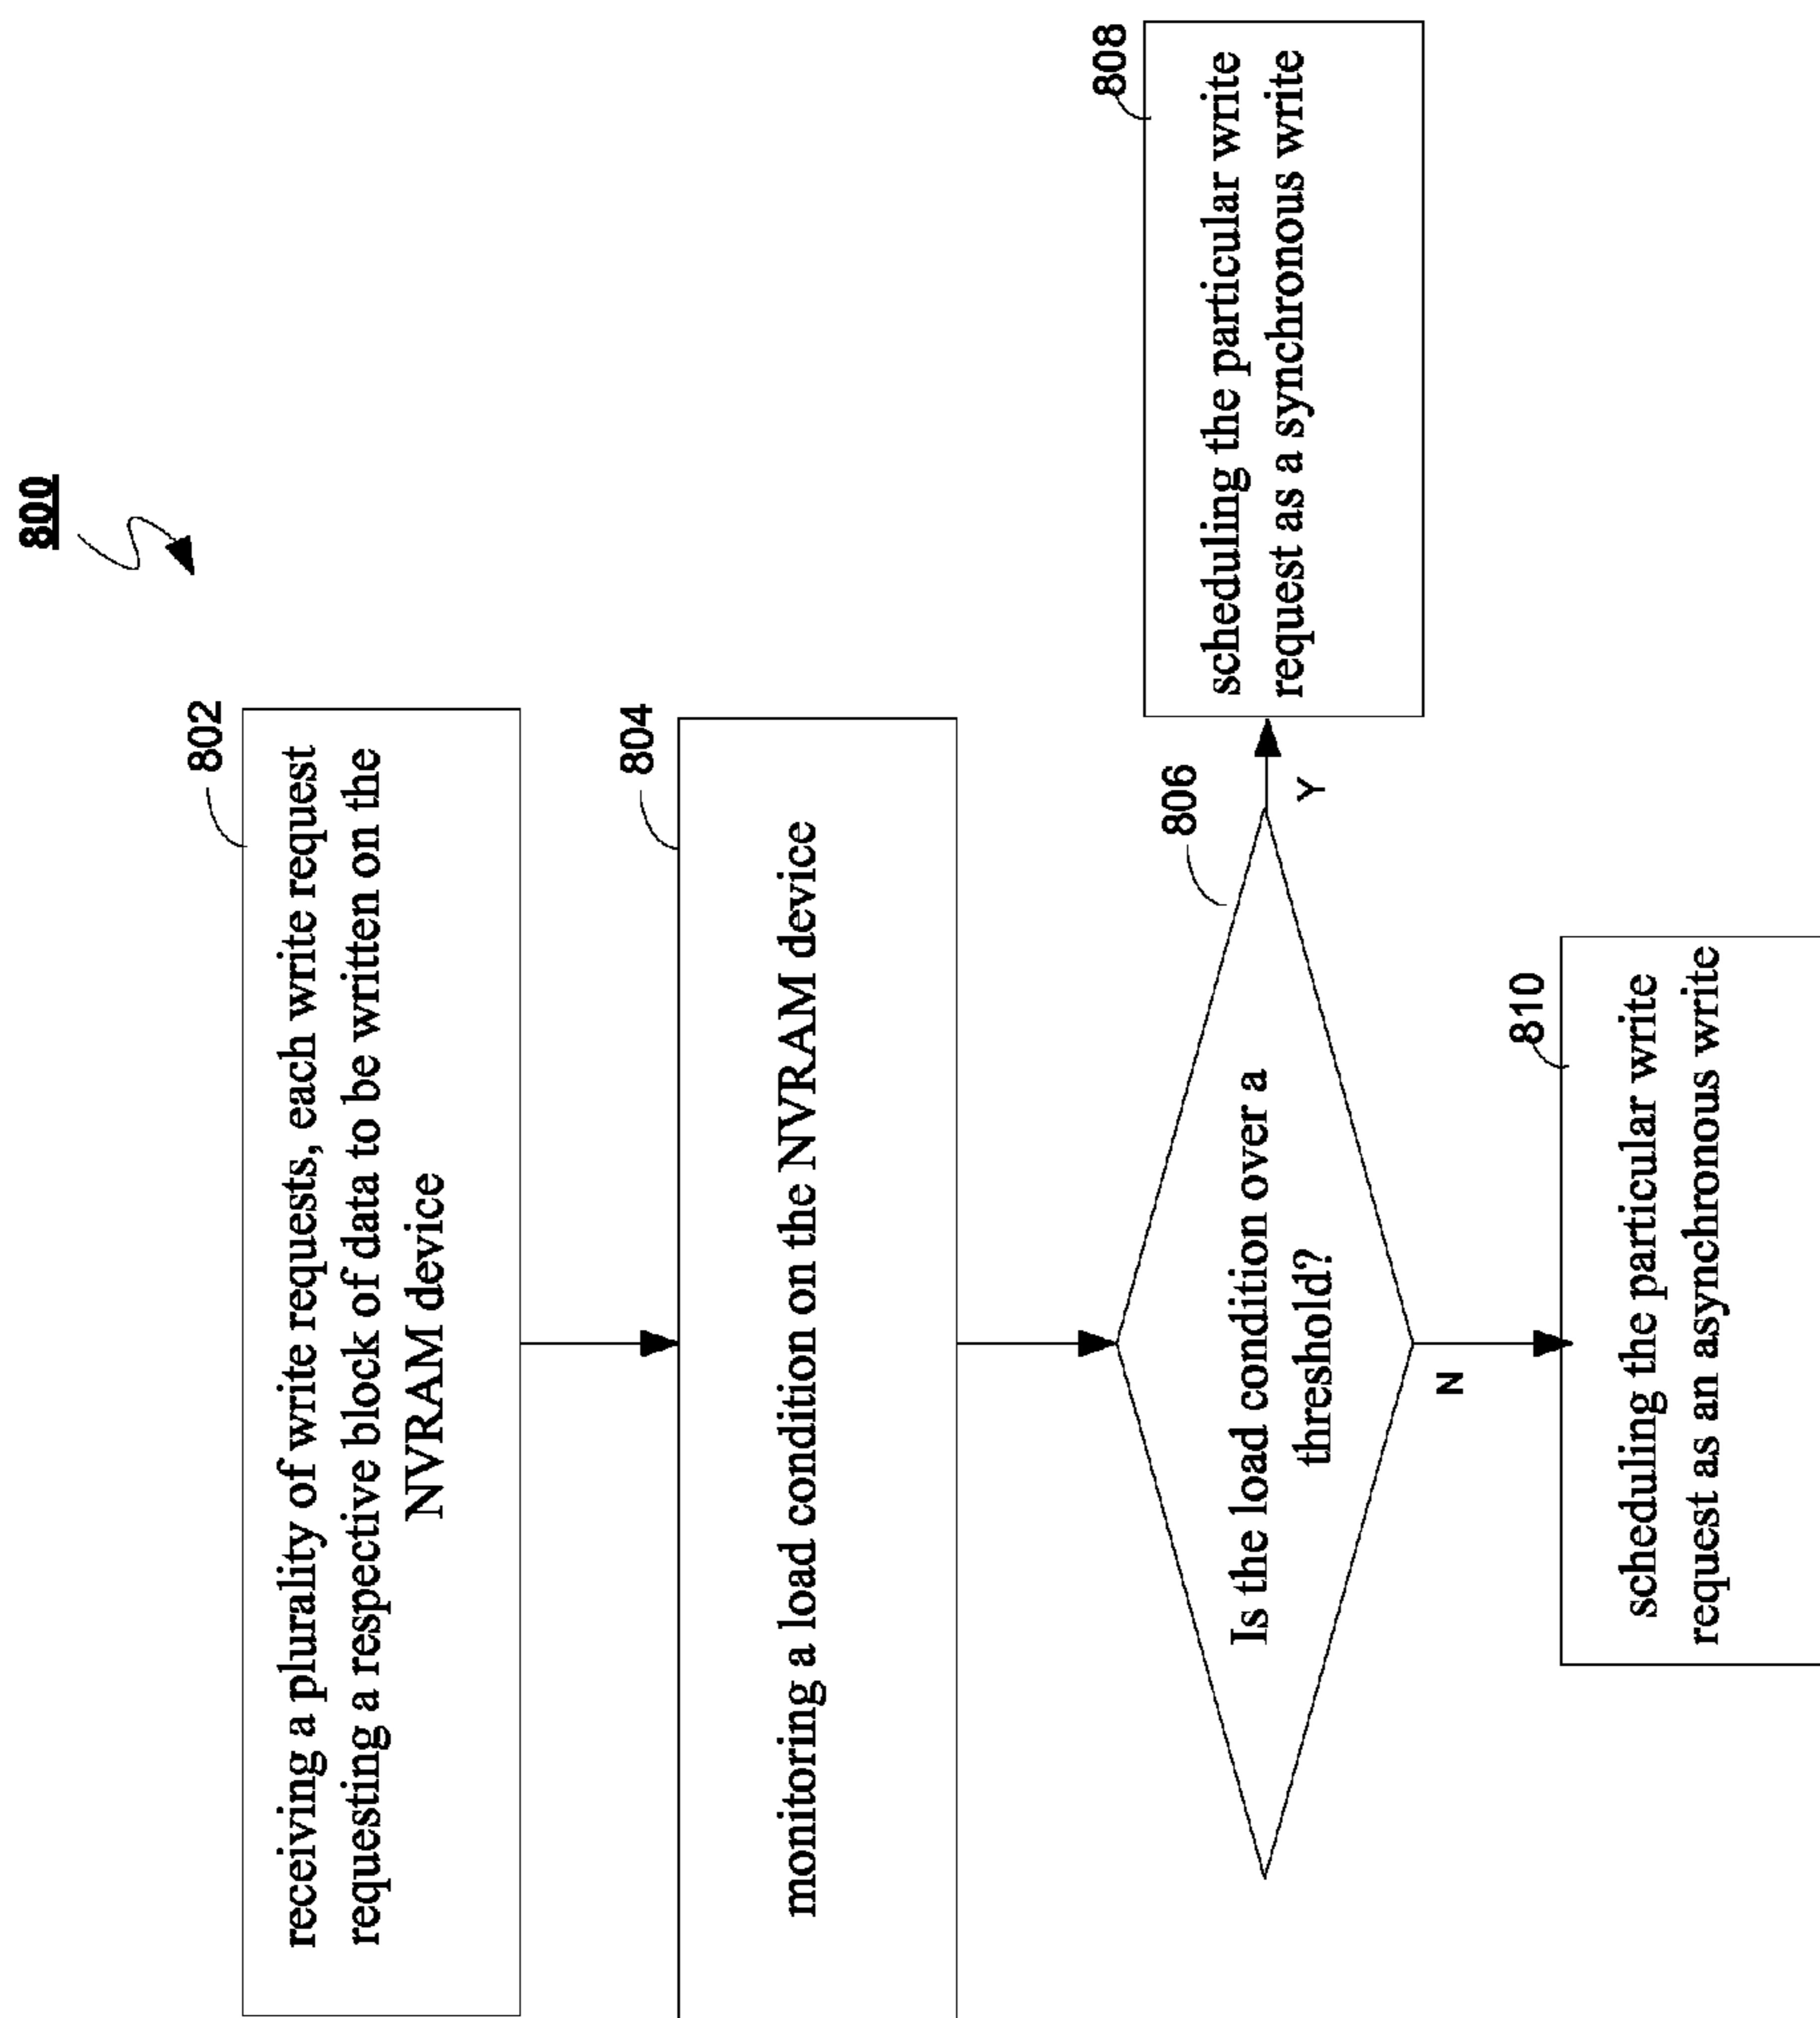 800
802
receiving a plurality of write requests, each write request
requesting a respective block of data to be written on the
NVRAM device
804
monitoring a load condition on the NVRAM device
806
Is the load condition over a
threshold?
Y
808
scheduling the particular write
request as a synchronous write
N
810
scheduling the particular write
request as an asynchronous write